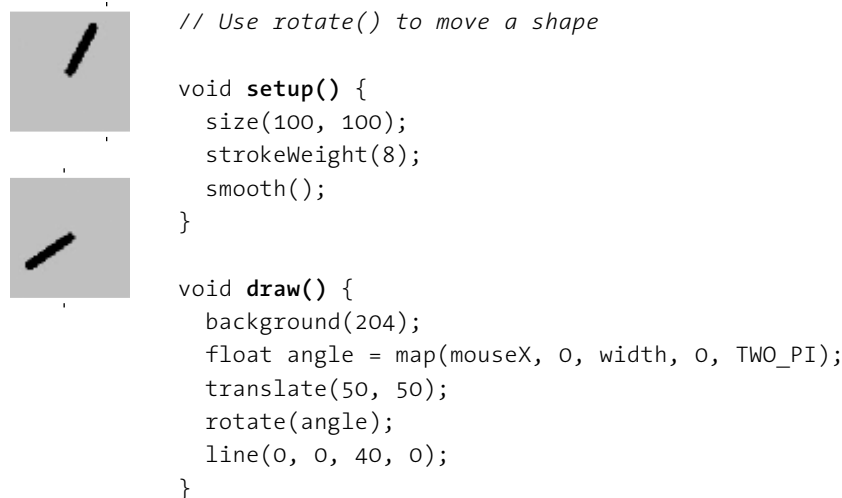 // Use rotate() to move a shape
void setup() {
size(100, 100);
strokeWeight(8);
smooth();
}
void draw() {
background(204);
float angle = map(mouseX, 0, width, 0, TWO_PI);
translate(50, 50);
rotate(angle);
line(0, 0, 40, 0);
}